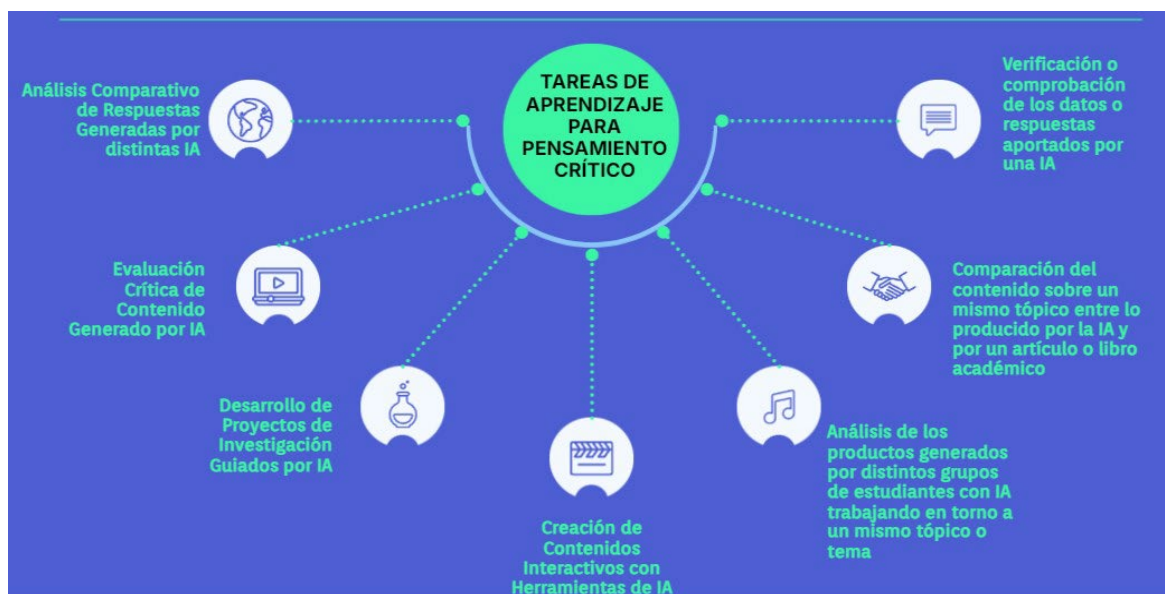 TAREAS DE
APRENDIZAJE
PARA
PENSAMIENTO
CRÍTICO
Análisis Comparativo
de Respuestas
Generadas por
distintas IA
Evaluación
Crítica de
Contenido
Generado por IA
Desarrollo de
Proyectos de
Investigación
Guiados por IA
Creación de
Contenidos
Interactivos con
Herramientas de IA
Análisis de los
productos generados
por distintos grupos
de estudiantes con IA
trabajando en torno a
un mismo tópico o
tema
Comparación del
contenido sobre un
mismo tópico entre lo
producido por la IA y
por un artículo o libro
académico
Verificación o
comprobación
de los datos o
respuestas
aportados por
una IA